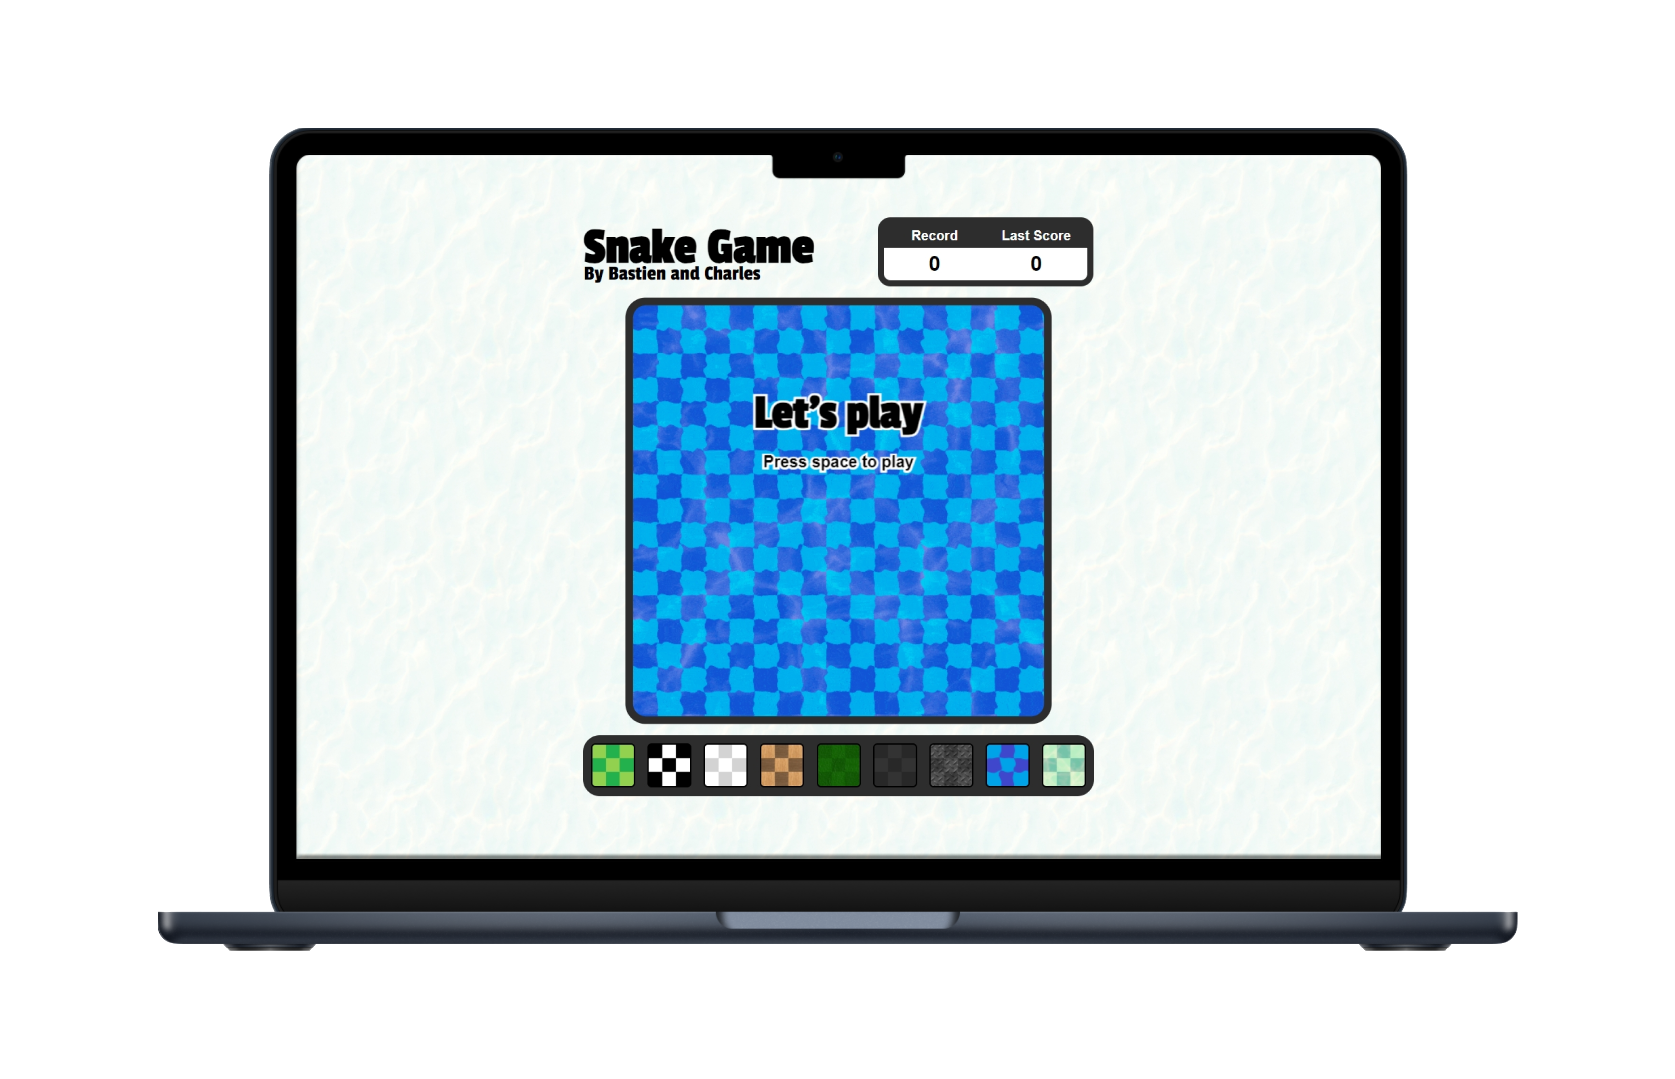 Snake Game
By Bastien and Charles
Record Last Score
0 0
Let's play
Press space to play